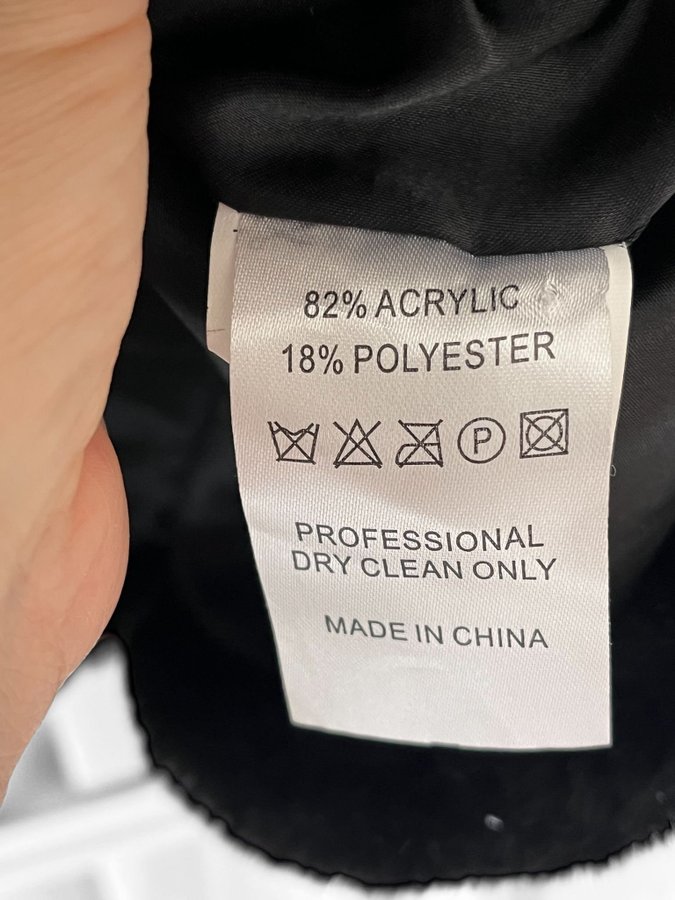 82% ACRYLIC
18% POLYESTER
P
PROFESSIONAL
DRY CLEAN ONLY
MADE IN CHINA